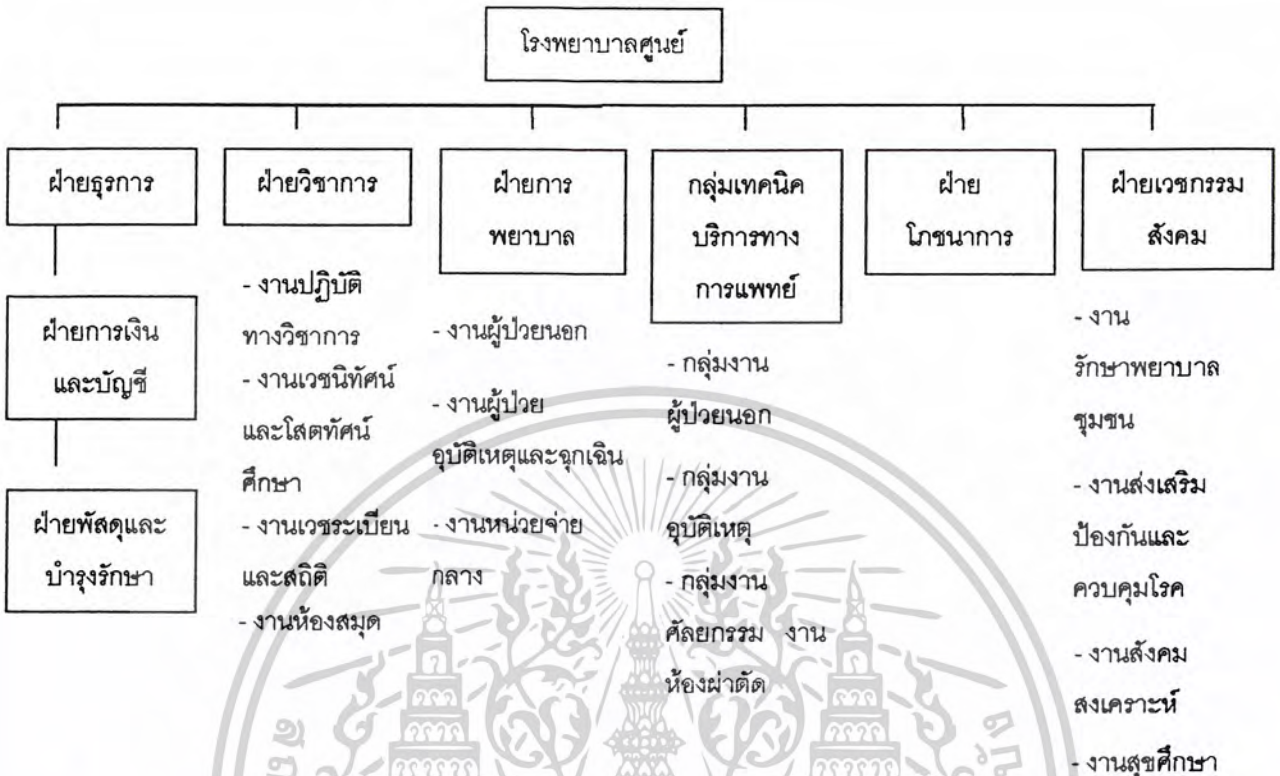 โรงพยาบาลศูนย์
ฝ่ายธุรการ
ฝ่ายการเงิน
และบัญชี
ฝ่ายพัสดุและ
บำรุงรักษา
ฝ่ายวิชาการ
- งานปฏิบัติ
ทางวิชาการ
- งานเวชนิทัศน์
และโสตทัศน์
ศึกษา
- งานเวชระเบียน
และสถิติ
- งานห้องสมุด
ฝ่ายการ
พยาบาล
- งานผู้ป่วยนอก
- งานผู้ป่วย
อุบัติเหตุและฉุกเฉิน
- งานหน่วยจ่าย
กลาง
กลุ่มเทคนิค
บริการทาง
การแพทย์
- กลุ่มงาน
ผู้ป่วยนอก
- กลุ่มงาน
อุบัติเหตุ
- กลุ่มงาน
ศัลยกรรม งาน
ห้องผ่าตัด
ฝ่าย
โภชนาการ
ฝ่ายเวชกรรม
สังคม
- งาน
รักษาพยาบาล
ชุมชน
- งานส่งเสริม
ป้องกันและ
ควบคุมโรค
- งานสังคม
สงเคราะห์
- งานสุขศึกษา